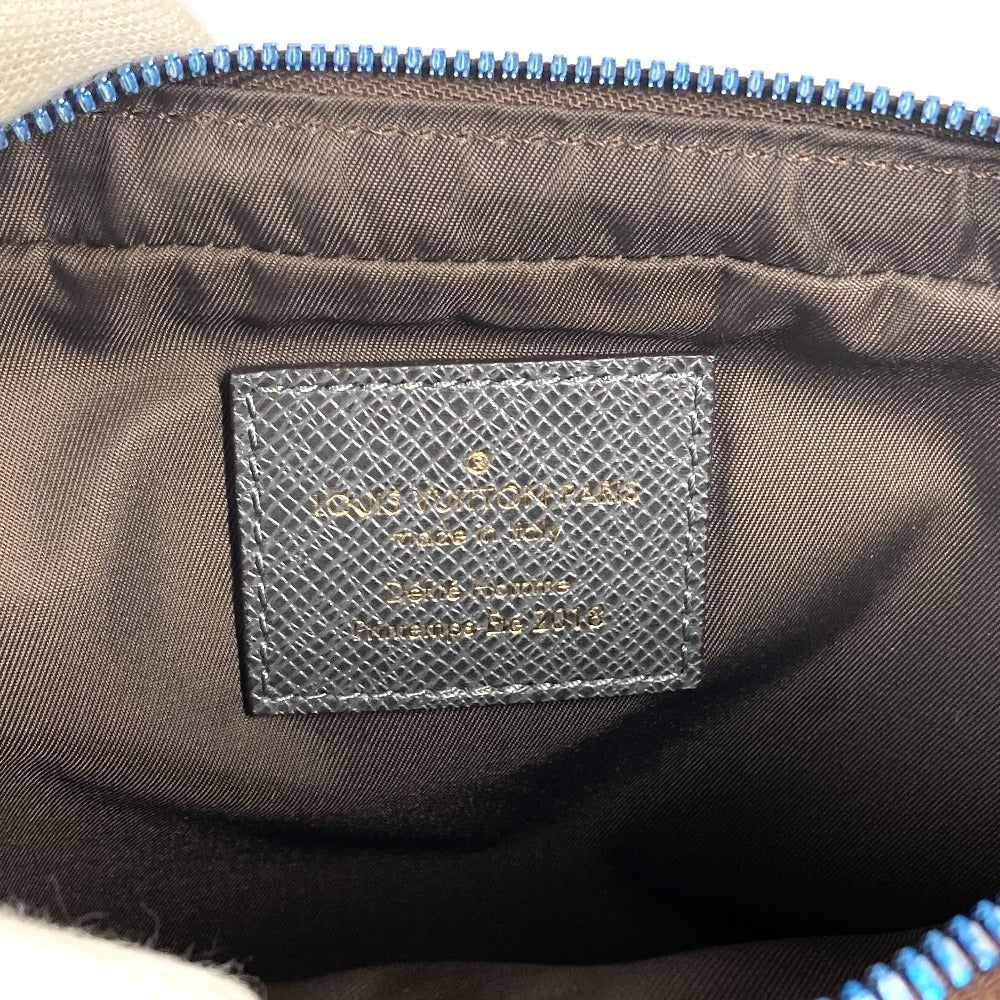 ®
LOUIS VUITTON PARIS
made in Italy
Défilé Homme
Printemps Été 2018